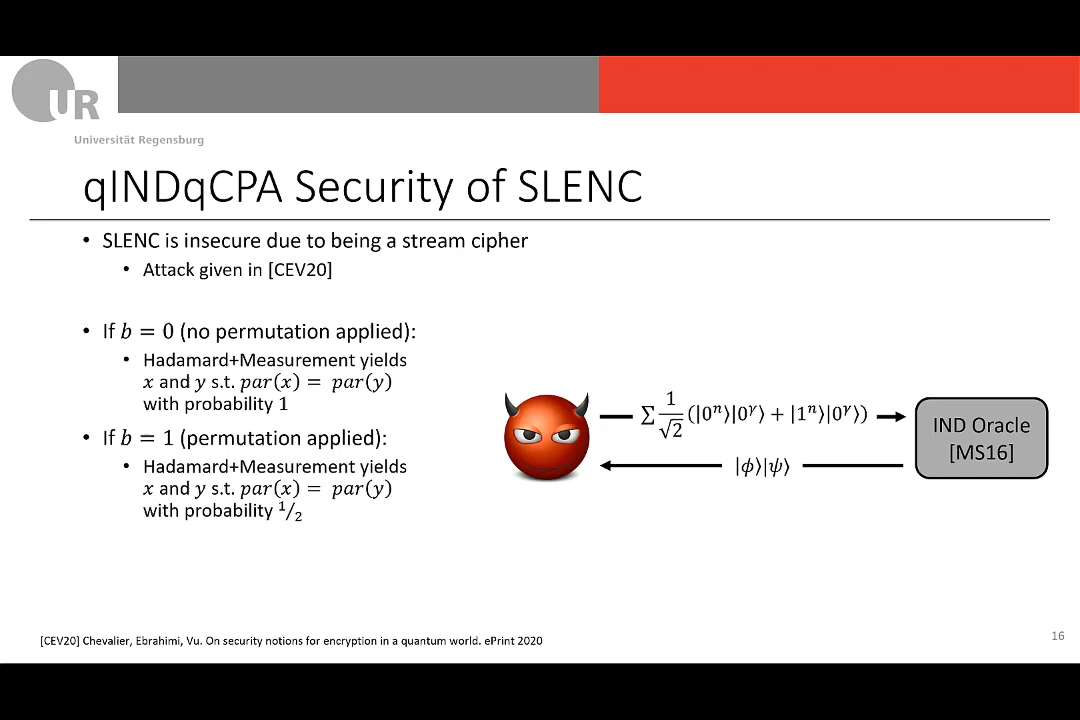 UR
Universität Regensburg
qINDqCPA Security of SLENC
• SLENC is insecure due to being a stream cipher
• Attack given in [CEV20]
• If 𝑏 = 0 (no permutation applied):
• Hadamard+Measurement yields
𝑥 and 𝑦 s.t. 𝑝𝑎𝑟(𝑥) = 𝑝𝑎𝑟(𝑦)
with probability 1
• If 𝑏 = 1 (permutation applied):
• Hadamard+Measurement yields
𝑥 and 𝑦 s.t. 𝑝𝑎𝑟(𝑥) = 𝑝𝑎𝑟(𝑦)
with probability 1/2
∑ 1/√2 (|0ⁿ⟩|0^γ⟩ + |1ⁿ⟩|0^γ⟩)
|𝜙⟩|𝜓⟩
IND Oracle
[MS16]
[CEV20] Chevalier, Ebrahimi, Vu. On security notions for encryption in a quantum world. ePrint 2020
16